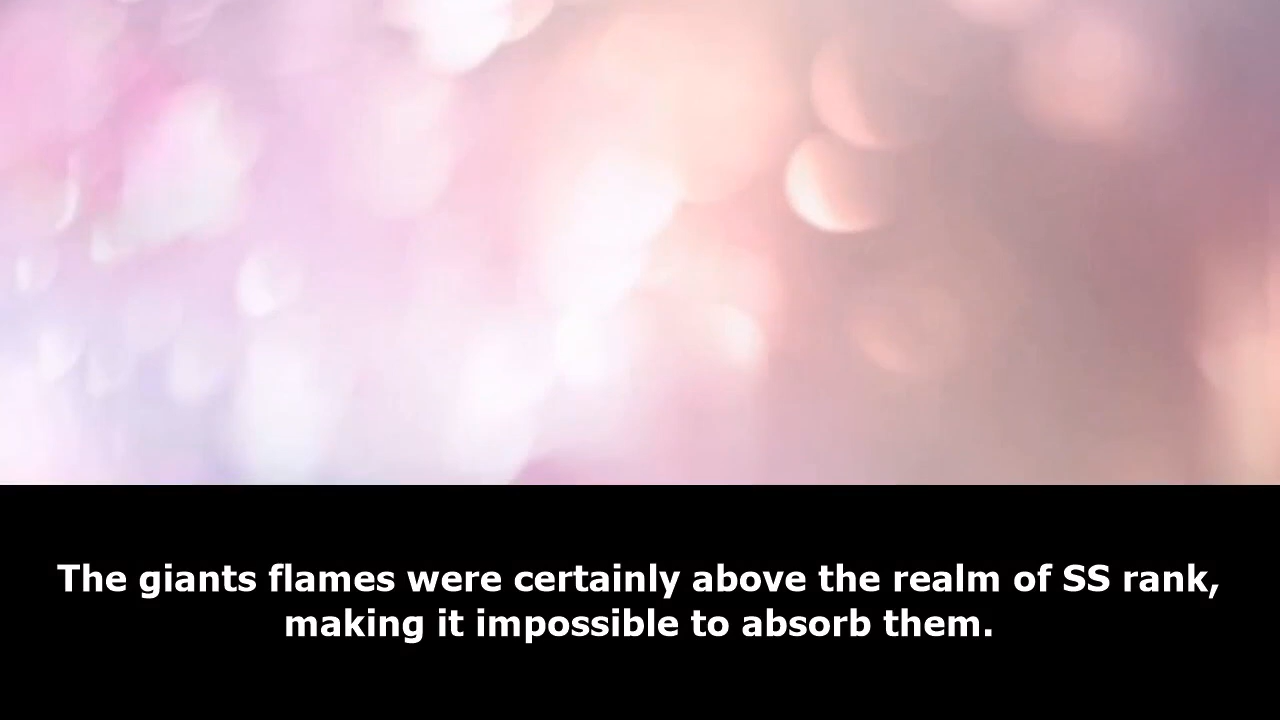 The giants flames were certainly above the realm of SS rank,
making it impossible to absorb them.